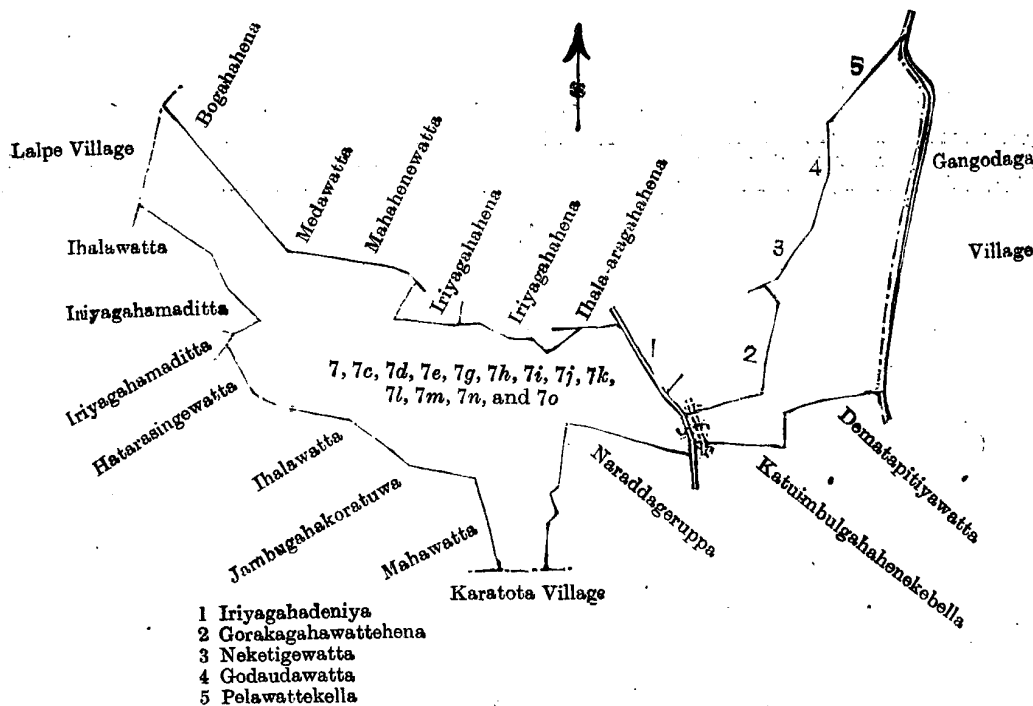 Bogahahena
Lalpe Village
Medawatta
Mahahenewatta
Iriyagahahena
Iriyagahahena
Ihala-aragahahena
5
4
3
2
1
Gangodaga
Village
Ihalawatta
Iriyagahamaditta
Iriyagahamaditta
Hatarasingewatta
Ihalawatta
Jambugahakoratuwa
Mahawatta
7, 7c, 7d, 7e, 7g, 7h, 7i, 7j, 7k,
7l, 7m, 7n, and 7o
Naraddageruppa
Katuimbulgahahenekebella
Dematapitiyawatta
Karatota Village
1 Iriyagahadeniya
2 Gorakagahawattehena
3 Neketigewatta
4 Godaudawatta
5 Pelawattekella